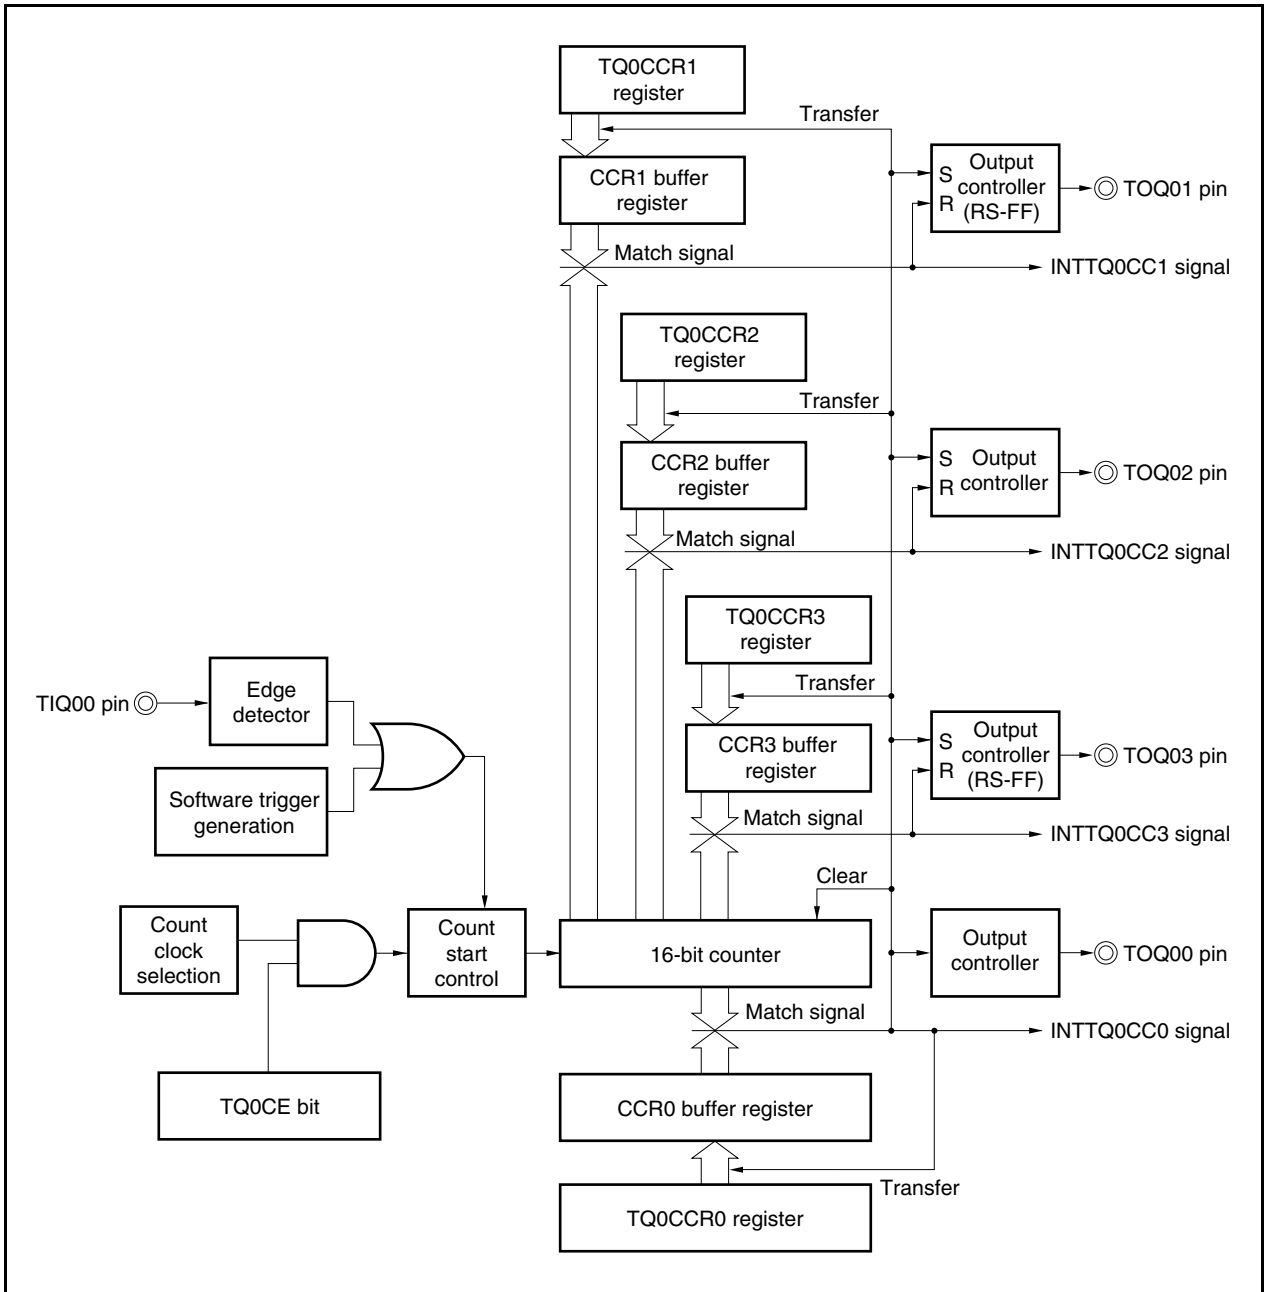 TQ0CCR1
register
Transfer
CCR1 buffer
register
S
R
Output
controller
(RS-FF)
TOQ01 pin
Match signal
INTTQ0CC1 signal
TQ0CCR2
register
Transfer
CCR2 buffer
register
S
R
Output
controller
TOQ02 pin
Match signal
INTTQ0CC2 signal
TQ0CCR3
register
Transfer
TIQ00 pin
Edge
detector
CCR3 buffer
register
S
R
Output
controller
(RS-FF)
TOQ03 pin
Software trigger
generation
Match signal
INTTQ0CC3 signal
Clear
Count
clock
selection
Count
start
control
16-bit counter
Output
controller
TOQ00 pin
Match signal
INTTQ0CC0 signal
TQ0CE bit
CCR0 buffer register
Transfer
TQ0CCR0 register